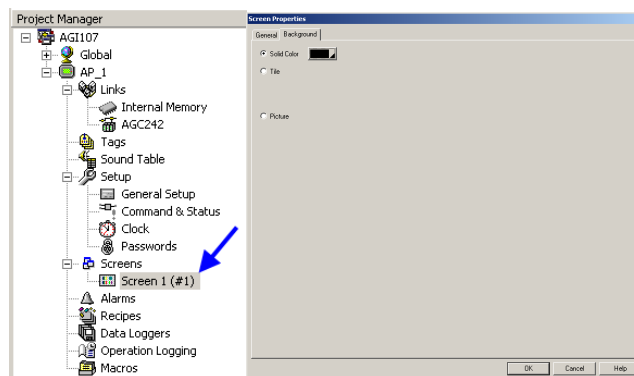 Project Manager
AGI107
Global
AP_1
Links
Internal Memory
AGC242
Tags
Sound Table
Setup
General Setup
Command & Status
Clock
Passwords
Screens
Screen 1 (#1)
Alarms
Recipes
Data Loggers
Operation Logging
Macros
Screen Properties
General Background
Solid Color
Tile
Picture
OK Cancel Help